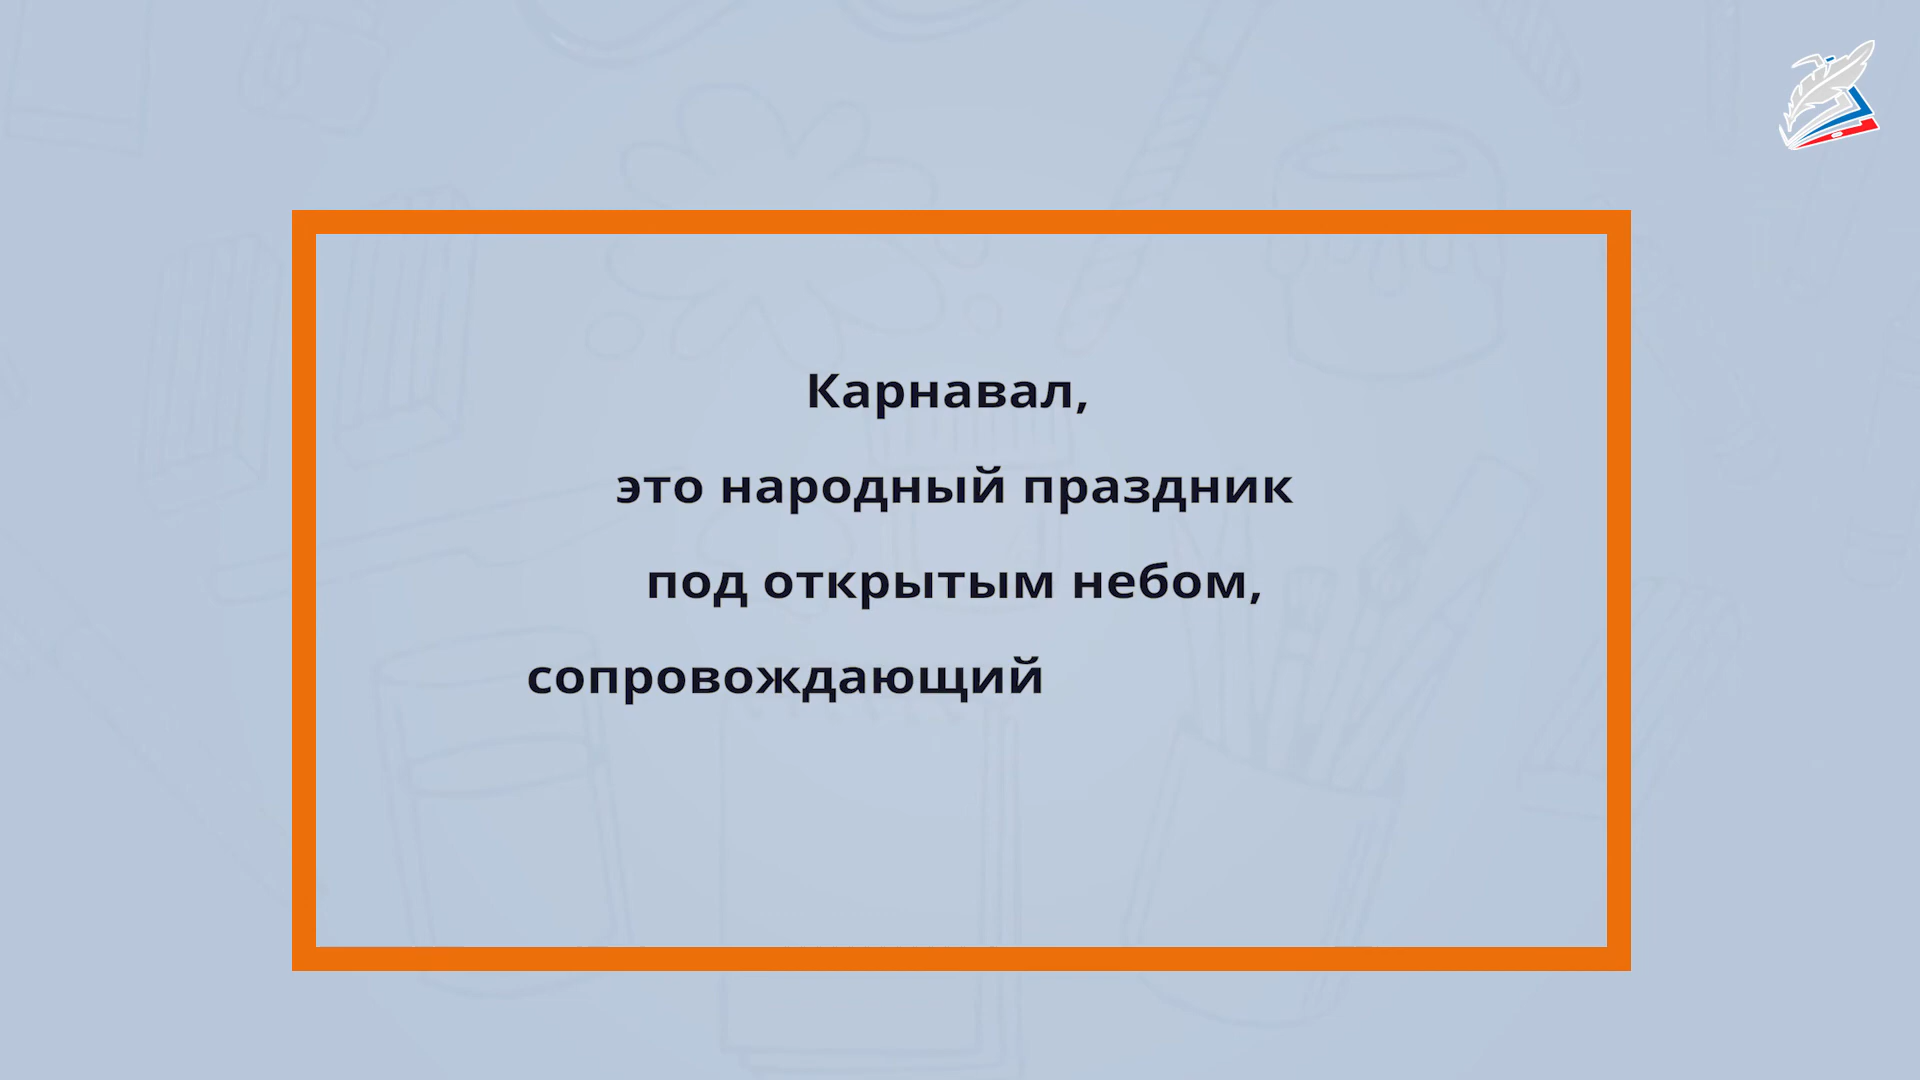 Карнавал,
это народный праздник
под открытым небом,
сопровождающий